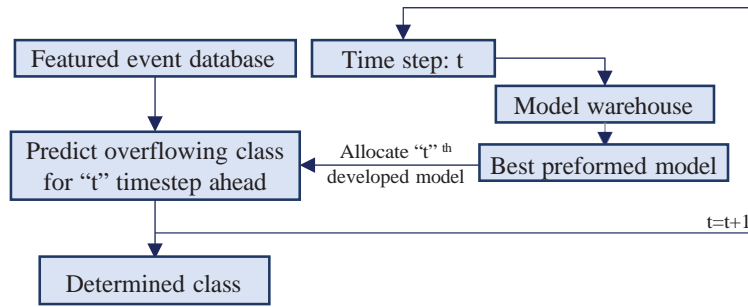 Featured event database
Time step: t
Model warehouse
Predict overflowing class
for “t” timestep ahead
Allocate “t” th
developed model
Best preformed model
t=t+1
Determined class